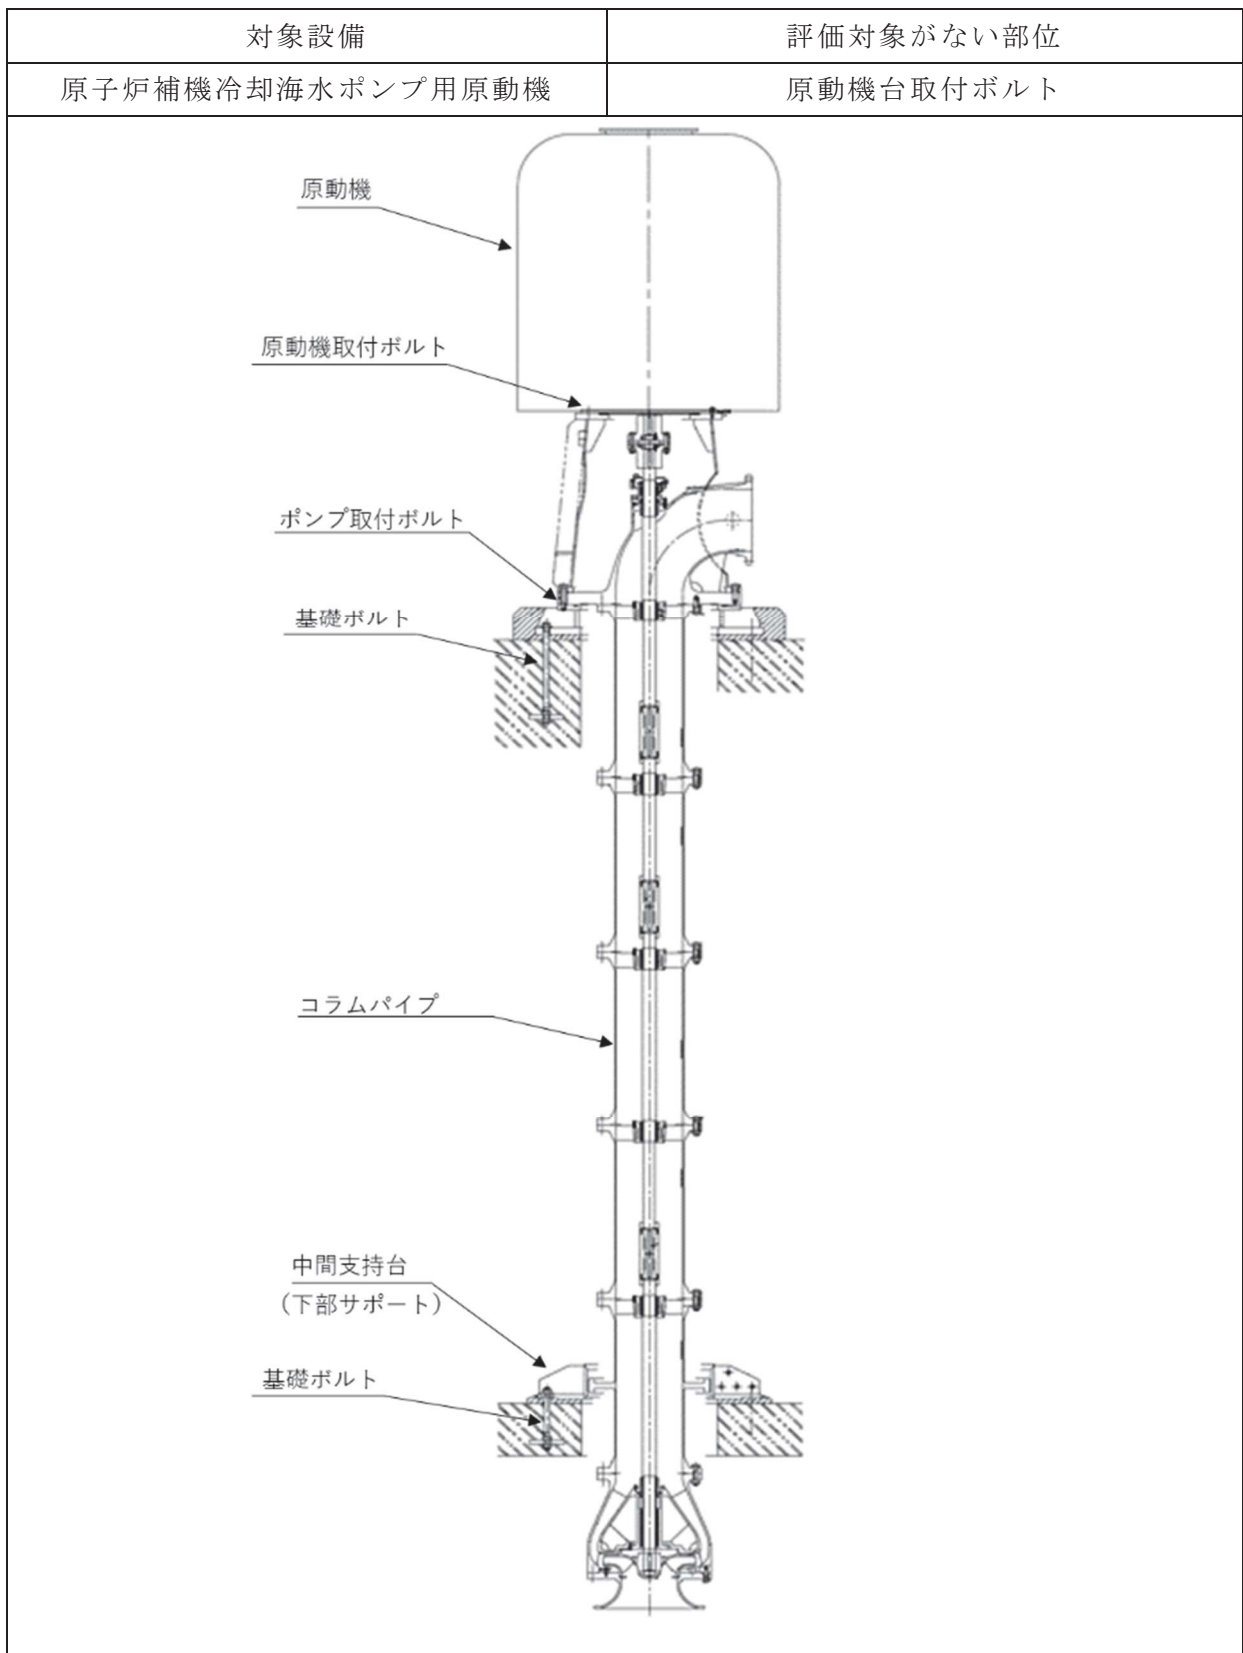 対象設備
評価対象がない部位
原子炉補機冷却海水ポンプ用原動機
原動機台取付ボルト
原動機
原動機取付ボルト
ポンプ取付ボルト
基礎ボルト
コラムパイプ
中間支持台
（下部サポート）
基礎ボルト